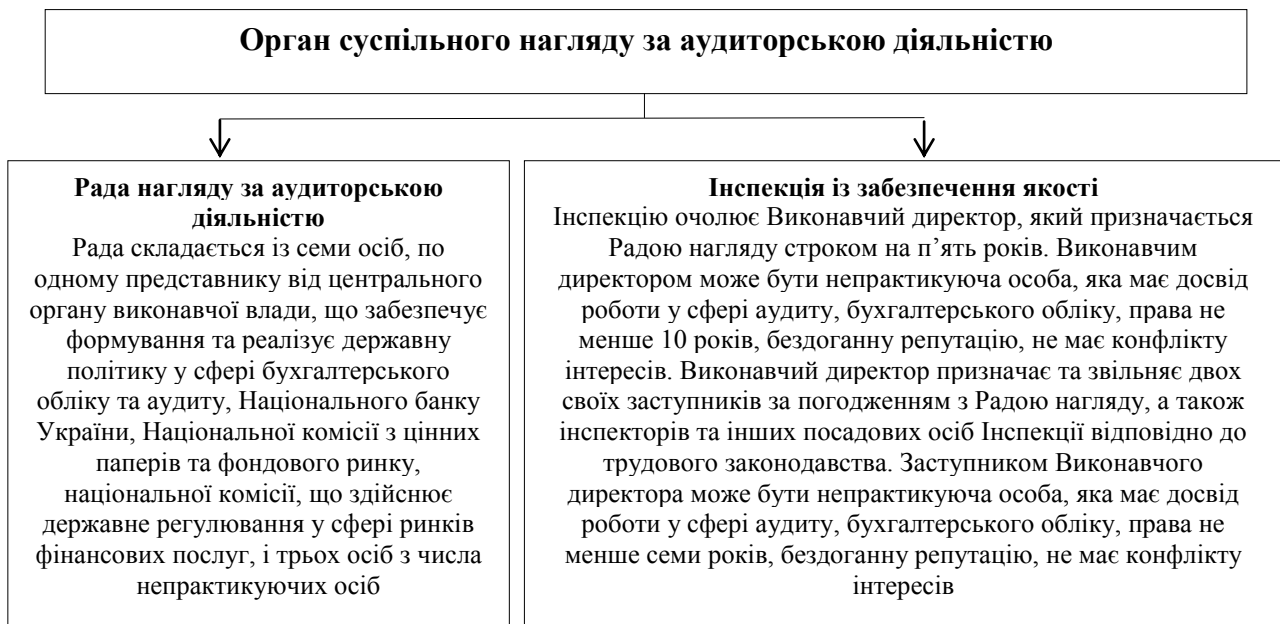 Орган суспільного нагляду за аудиторською діяльністю
Рада нагляду за аудиторською
діяльністю
Рада складається із семи осіб, по
одному представнику від центрального
органу виконавчої влади, що забезпечує
формування та реалізує державну
політику у сфері бухгалтерського
обліку та аудиту, Національного банку
України, Національної комісії з цінних
паперів та фондового ринку,
національної комісії, що здійснює
державне регулювання у сфері ринків
фінансових послуг, і трьох осіб з числа
непрактикуючих осіб
Інспекція із забезпечення якості
Інспекцію очолює Виконавчий директор, який призначається
Радою нагляду строком на п’ять років. Виконавчим
директором може бути непрактикуюча особа, яка має досвід
роботи у сфері аудиту, бухгалтерського обліку, права не
менше 10 років, бездоганну репутацію, не має конфлікту
інтересів. Виконавчий директор призначає та звільняє двох
своїх заступників за погодженням з Радою нагляду, а також
інспекторів та інших посадових осіб Інспекції відповідно до
трудового законодавства. Заступником Виконавчого
директора може бути непрактикуюча особа, яка має досвід
роботи у сфері аудиту, бухгалтерського обліку, права не
менше семи років, бездоганну репутацію, не має конфлікту
інтересів